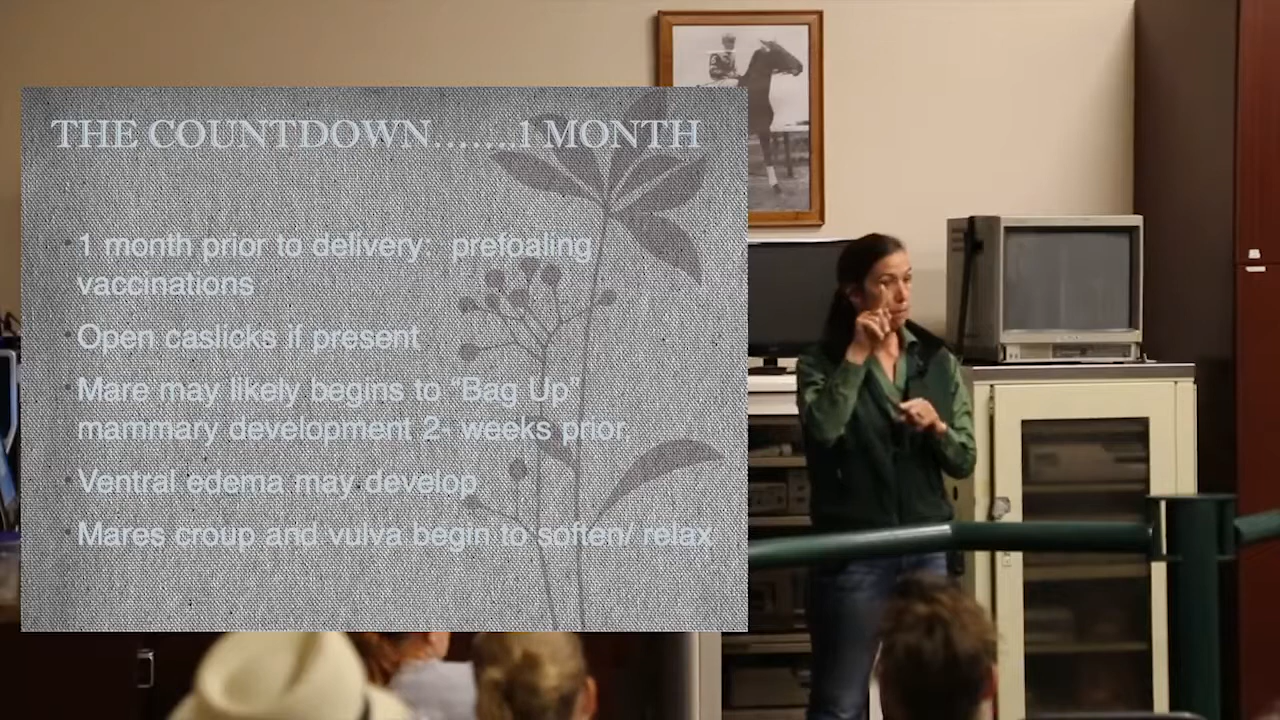 THE COUNTDOWN.......1 MONTH
1 month prior to delivery: prefoaling
vaccinations
Open caslicks if present
Mare may likely begins to “Bag Up”
mammary development 2- weeks prior,
Ventral edema may develop
Mares croup and vulva begin to soften/ relax